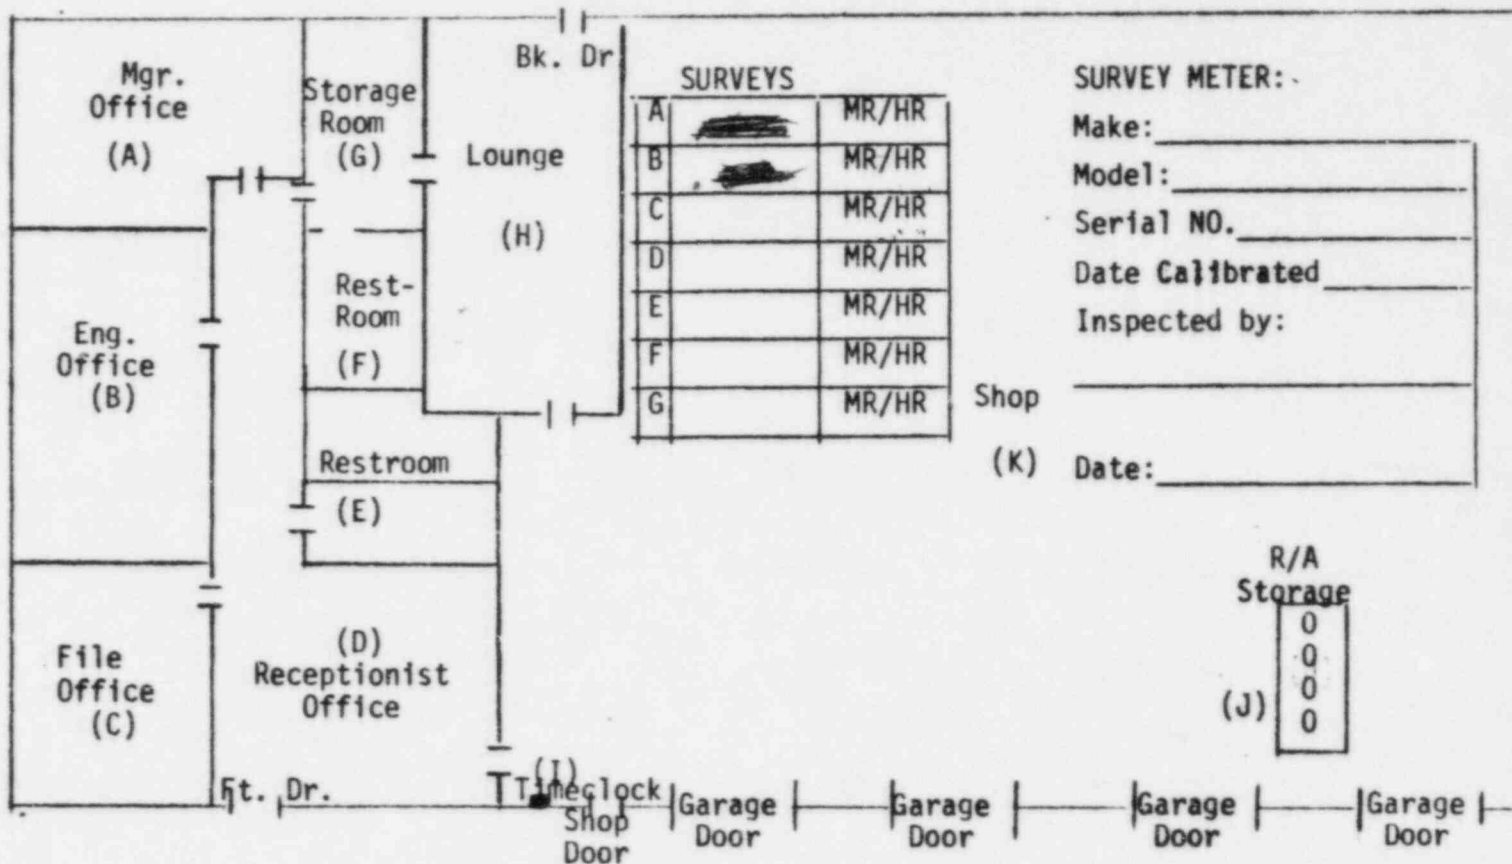 Bk. Dr
Mgr.
Office
(A)
Storage
Room
(G)
Lounge
(H)
Eng.
Office
(B)
Rest-
Room
(F)
Restroom
(E)
File
Office
(C)
(D)
Receptionist
Office
SURVEYS
A MR/HR
B MR/HR
C MR/HR
D MR/HR
E MR/HR
F MR/HR
G MR/HR
Shop
(K)
SURVEY METER:
Make:
Model:
Serial NO.
Date Calibrated
Inspected by:
Date:
R/A
Storage
0
0
0
0
(J)
Ft. Dr.
(I)
Timeclock
Shop
Door
Garage
Door
Garage
Door
Garage
Door
Garage
Door